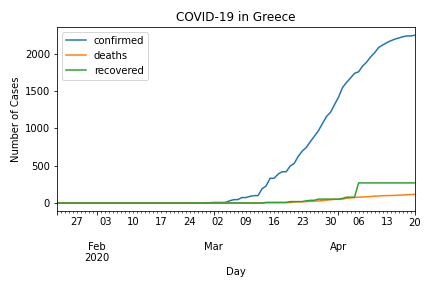 COVID-19 in Greece
confirmed
deaths
recovered
Number of Cases
2000
1500
1000
500
0
27 03 10 17 24 02 09 16 23 30 06 13 20
Feb Mar Apr
2020
Day